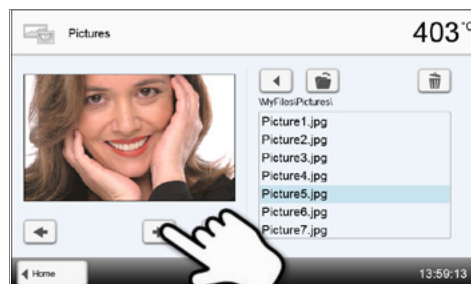 Pictures
403°C
\MyFiles\Pictures\
Picture1.jpg
Picture2.jpg
Picture3.jpg
Picture4.jpg
Picture5.jpg
Picture6.jpg
Picture7.jpg
Home
13:59:13